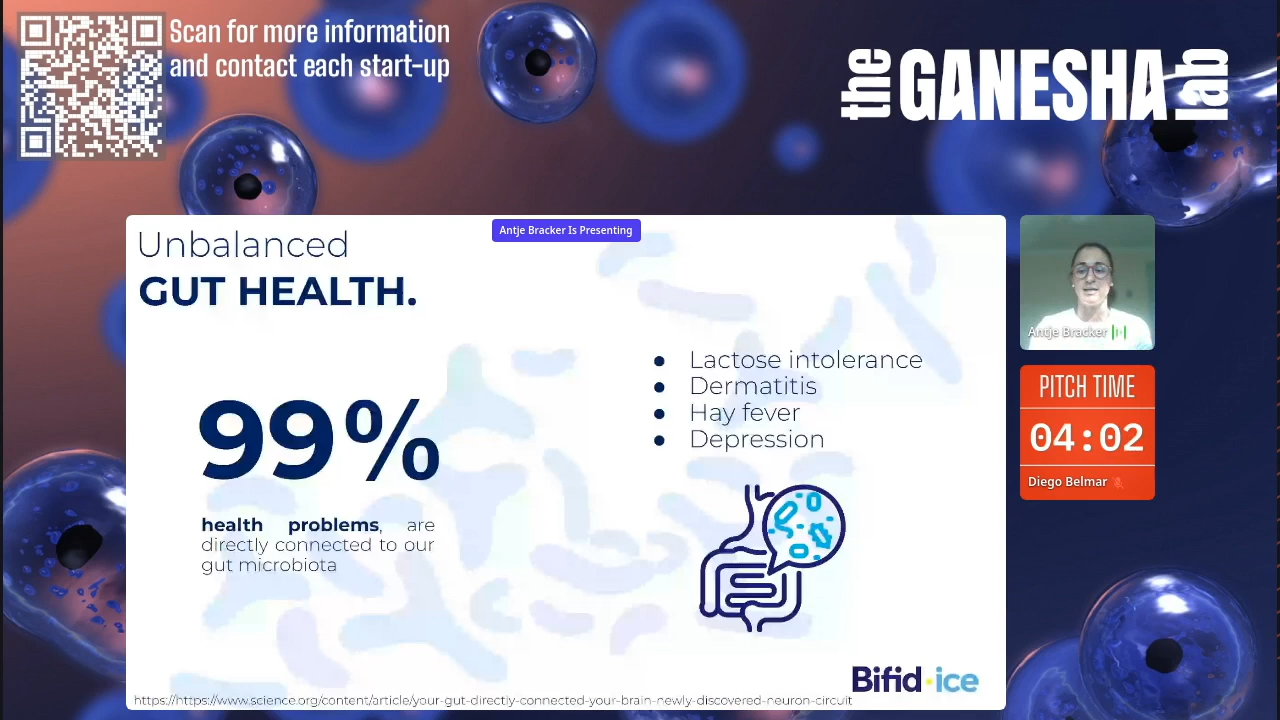 Scan for more information
and contact each start-up
the GANESHA lab
Antje Bracker Is Presenting
Unbalanced
GUT HEALTH.
99%
health problems, are
directly connected to our
gut microbiota
● Lactose intolerance
● Dermatitis
● Hay fever
● Depression
Bifid·ice
https://https://www.science.org/content/article/your-gut-directly-connected-your-brain-newly-discovered-neuron-circuit
Antje Bracker
PITCH TIME
04:02
Diego Belmar